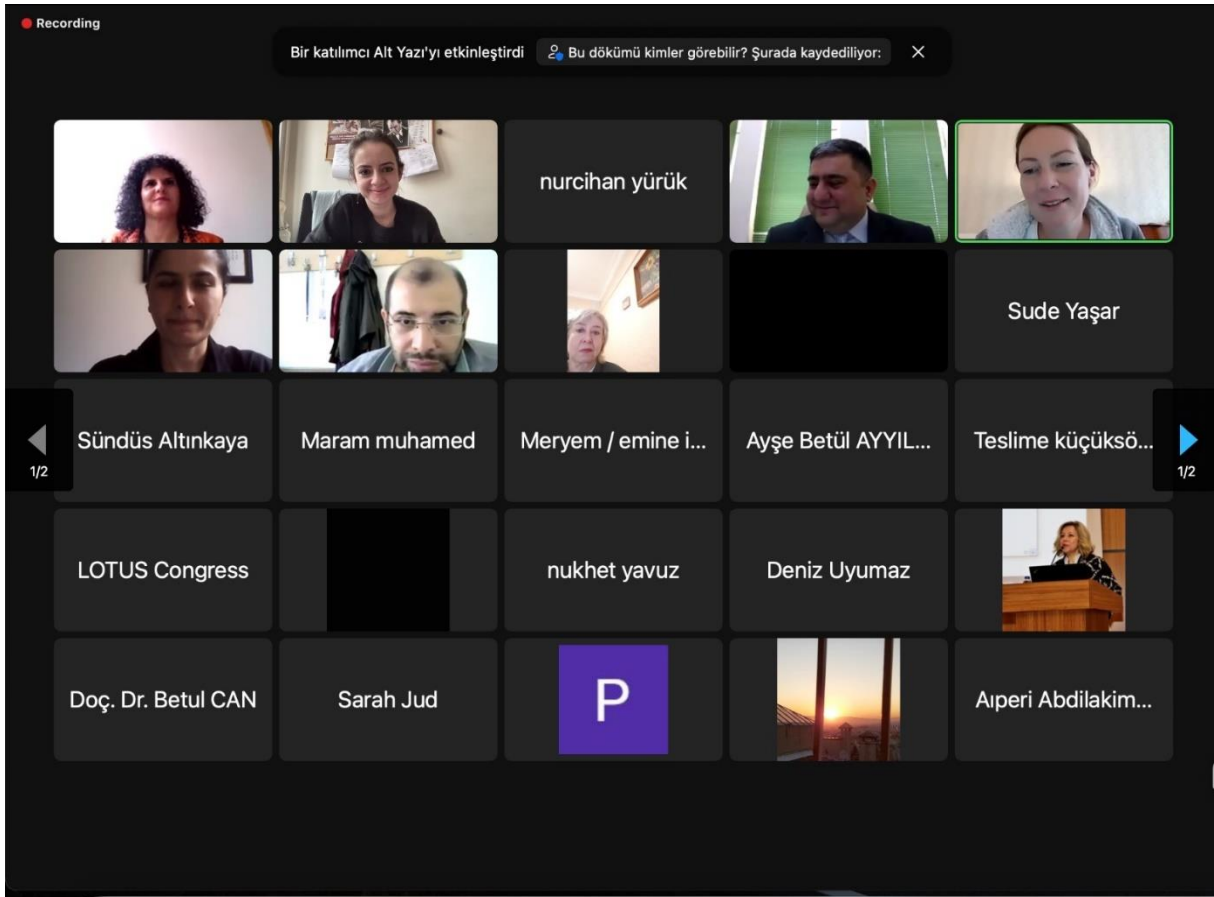 Recording
Bir katılımcı Alt Yazı'yı etkinleştirdi
Bu dökümü kimler görebilir? Şurada kaydediliyor:
nurcihan yürük
Sude Yaşar
Sündüs Altınkaya
Maram muhamed
Meryem / emine i...
Ayşe Betül AYYIL...
Teslime küçüksö...
1/2
1/2
LOTUS Congress
nukhet yavuz
Deniz Uyumaz
Doç. Dr. Betul CAN
Sarah Jud
P
Aıperi Abdilakim...